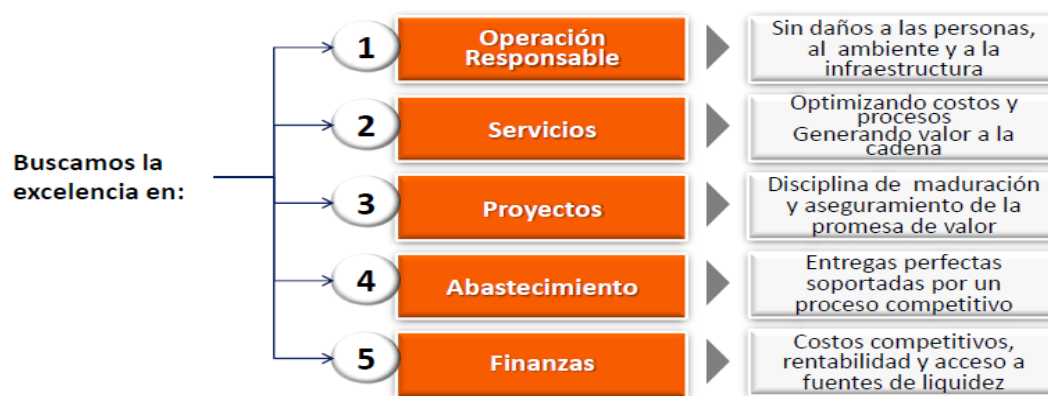 Buscamos la
excelencia en:
1
Operación
Responsable
Sin daños a las personas,
al ambiente y a la
infraestructura
2
Servicios
Optimizando costos y
procesos
Generando valor a la
cadena
3
Proyectos
Disciplina de maduración
y aseguramiento de la
promesa de valor
4
Abastecimiento
Entregas perfectas
soportadas por un
proceso competitivo
5
Finanzas
Costos competitivos,
rentabilidad y acceso a
fuentes de liquidez